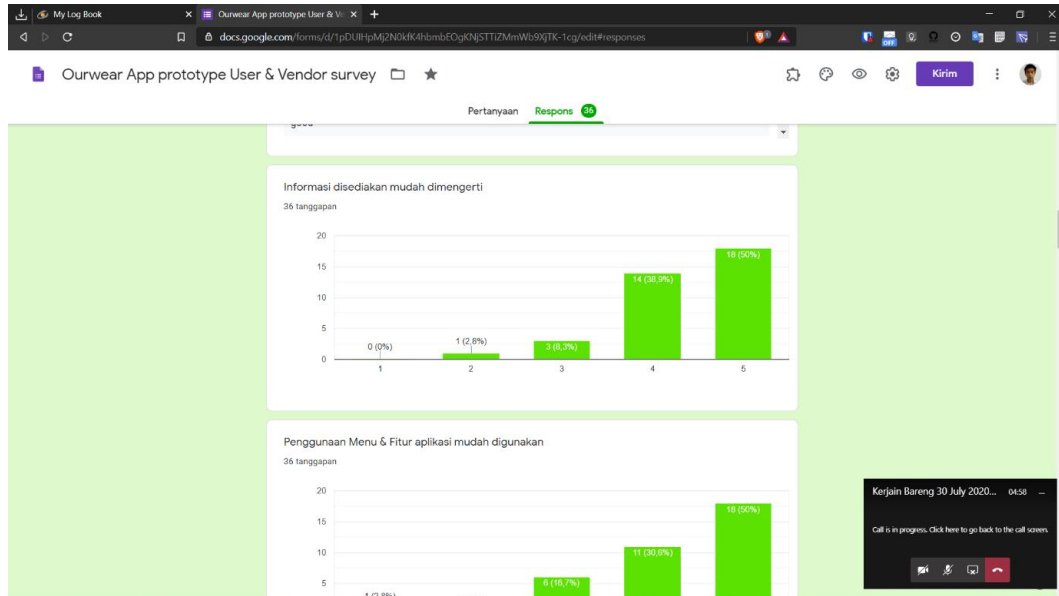 My Log Book
Ourwear App prototype User & Ve
docs.google.com/forms/d/1pDUIHpMj2N0kfK4hbmbEOgKNjSTTiZMmWb9XjTK-1cg/edit#responses
OFF
Ourwear App prototype User & Vendor survey
Kirim
Pertanyaan
Respons 36
good
Informasi disediakan mudah dimengerti
36 tanggapan
20
15
10
5
0
0 (0%)
1 (2,8%)
3 (8,3%)
14 (38,9%)
18 (50%)
1 2 3 4 5
Penggunaan Menu & Fitur aplikasi mudah digunakan
36 tanggapan
20
15
10
5
1 (2,8%)
6 (16,7%)
11 (30,6%)
18 (50%)
Kerjain Bareng 30 July 2020... 04:58
Call is in progress. Click here to go back to the call screen.